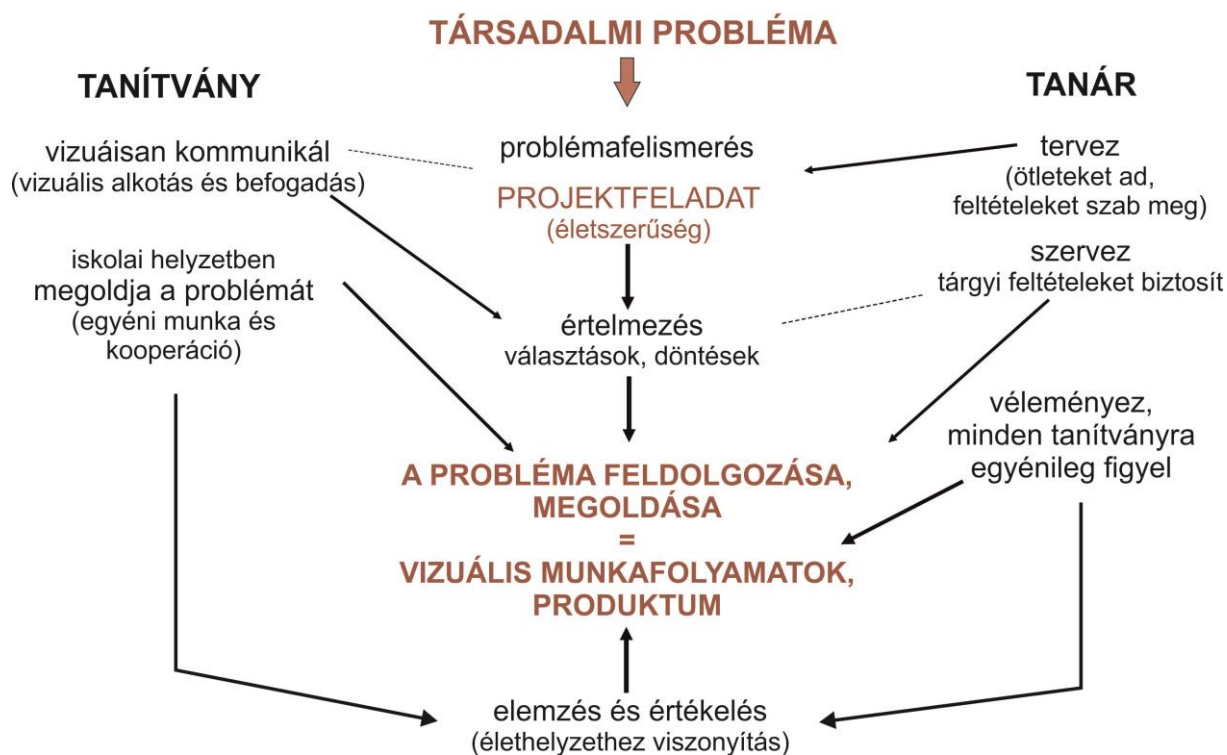 TÁRSADALMI PROBLÉMA
TANÍTVÁNY
TANÁR
vizuáisan kommunikál
(vizuális alkotás és befogadás)
problémafelismerés
tervez
(ötleteket ad,
feltételeket szab meg)
PROJEKTFELADAT
(életszerűség)
iskolai helyzetben
megoldja a problémát
(egyéni munka és
kooperáció)
szervez
tárgyi feltételeket biztosít
értelmezés
választások, döntések
véleményez,
minden tanítványra
egyénileg figyel
A PROBLÉMA FELDOLGOZÁSA,
MEGOLDÁSA
=
VIZUÁLIS MUNKAFOLYAMATOK,
PRODUKTUM
elemzés és értékelés
(élethelyzethez viszonyítás)